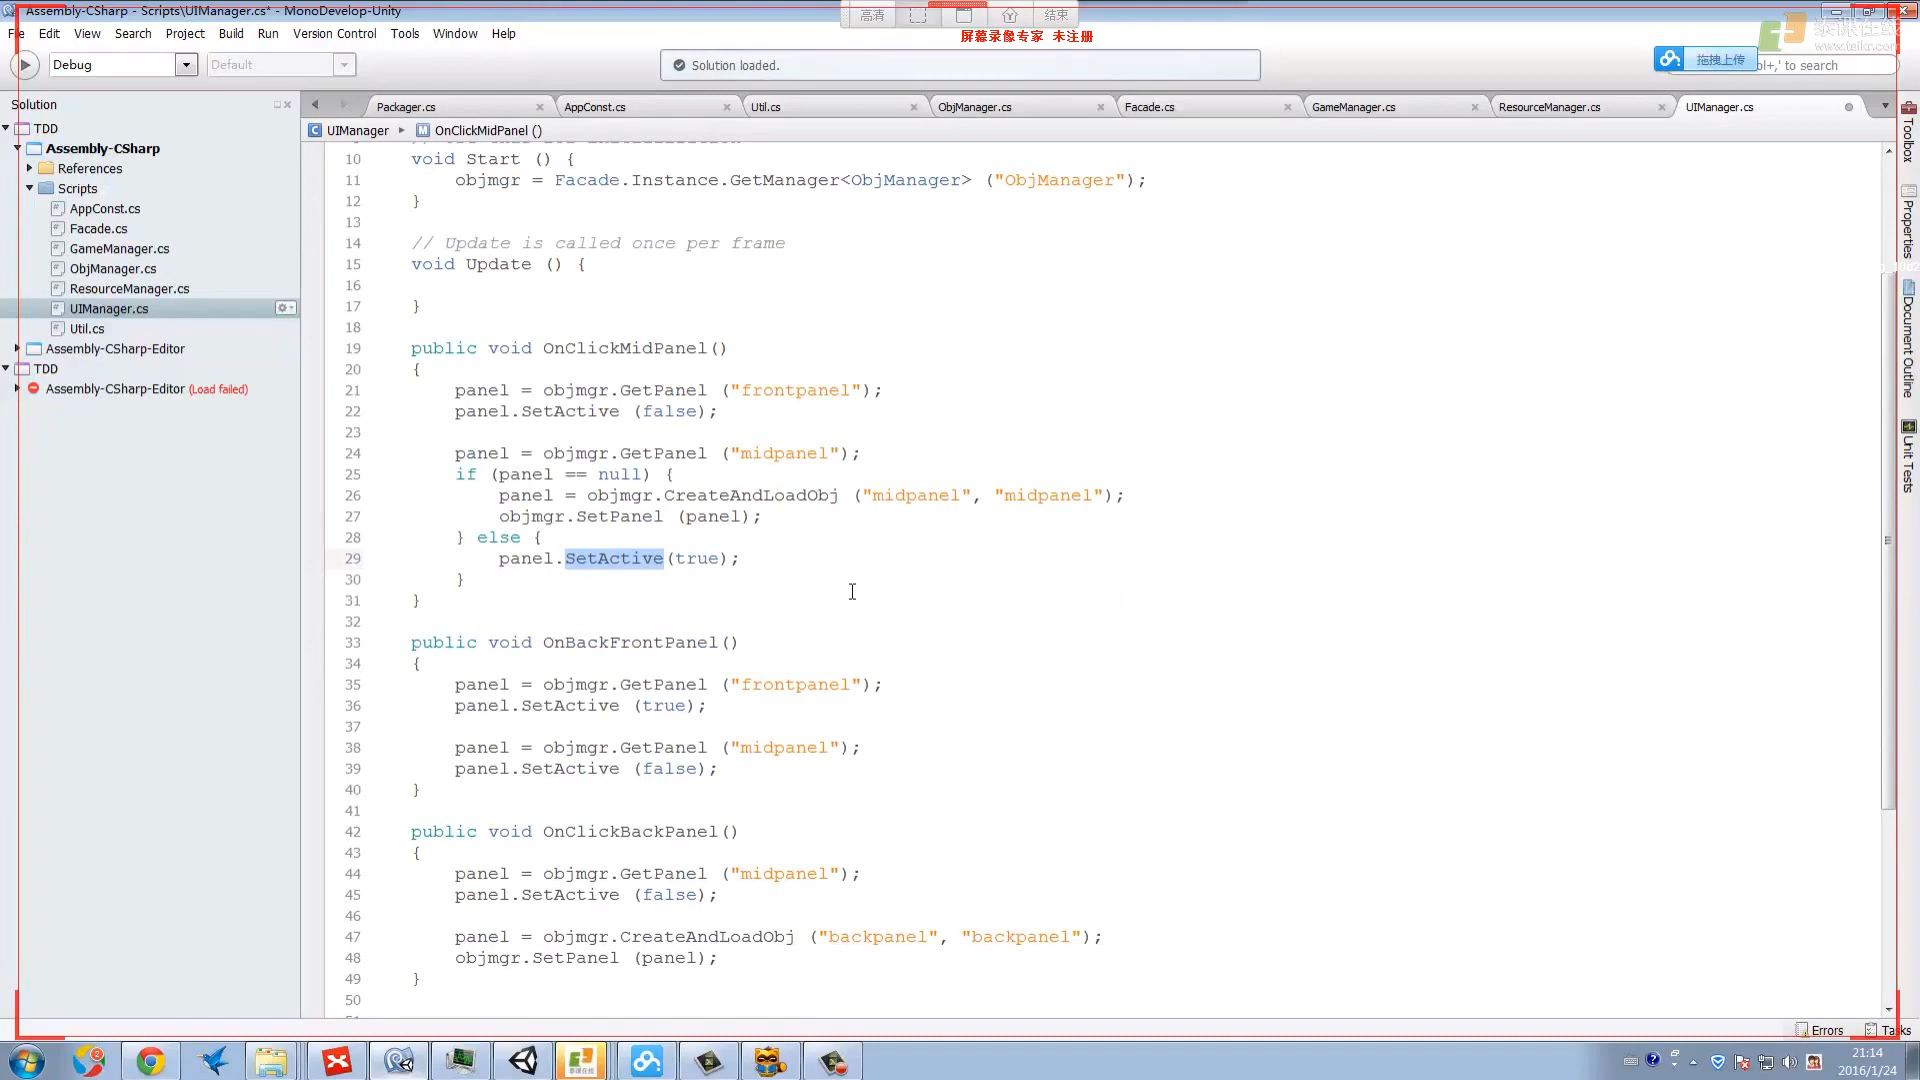 Assembly-CSharp - Scripts\UIManager.cs* - MonoDevelop-Unity
高清
结束
屏幕录像专家 未注册
File Edit View Search Project Build Run Version Control Tools Window Help
www.taikr.com
Debug
Default
Solution loaded.
拖拽上传
to search
Solution
Packager.cs
AppConst.cs
Util.cs
ObjManager.cs
Facade.cs
GameManager.cs
ResourceManager.cs
UIManager.cs
UIManager
OnClickMidPanel ()
TDD
Assembly-CSharp
References
Scripts
AppConst.cs
Facade.cs
GameManager.cs
ObjManager.cs
ResourceManager.cs
UIManager.cs
Util.cs
Assembly-CSharp-Editor
TDD
Assembly-CSharp-Editor (Load failed)
10 void Start () {
11 objmgr = Facade.Instance.GetManager<ObjManager> ("ObjManager");
12 }
13
14 // Update is called once per frame
15 void Update () {
16
17 }
18
19 public void OnClickMidPanel()
20 {
21 panel = objmgr.GetPanel ("frontpanel");
22 panel.SetActive (false);
23
24 panel = objmgr.GetPanel ("midpanel");
25 if (panel == null) {
26 panel = objmgr.CreateAndLoadObj ("midpanel", "midpanel");
27 objmgr.SetPanel (panel);
28 } else {
29 panel.SetActive(true);
30 }
31 }
32
33 public void OnBackFrontPanel()
34 {
35 panel = objmgr.GetPanel ("frontpanel");
36 panel.SetActive (true);
37
38 panel = objmgr.GetPanel ("midpanel");
39 panel.SetActive (false);
40 }
41
42 public void OnClickBackPanel()
43 {
44 panel = objmgr.GetPanel ("midpanel");
45 panel.SetActive (false);
46
47 panel = objmgr.CreateAndLoadObj ("backpanel", "backpanel");
48 objmgr.SetPanel (panel);
49 }
50
Toolbox
Properties
Document Outline
Unit Tests
Errors
Tasks
21:14
2016/1/24